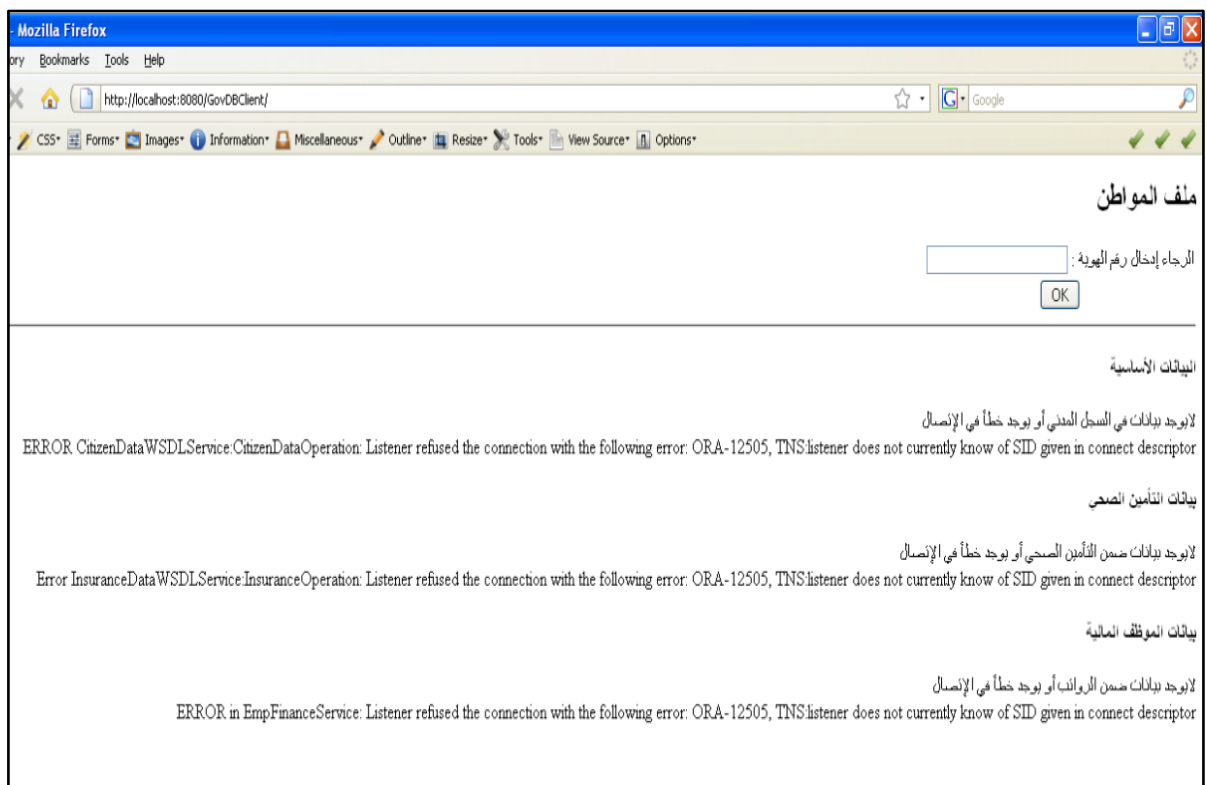 - Mozilla Firefox
ory Bookmarks Tools Help
http://localhost:8080/GovDBClient/ G Google
CSS Forms Images Information Miscellaneous Outline Resize Tools View Source Options
ملف المواطن
الرجاء إدخال رقم الهوية :
OK
البيانات الأساسية
لايوجد بيانات في السجل المدني أو يوجد خطأ في الإتصال
ERROR CitizenDataWSDLService:CitizenDataOperation: Listener refused the connection with the following error: ORA-12505, TNS:listener does not currently know of SID given in connect descriptor
بيانات التأمين الصحي
لايوجد بيانات ضمن التأمين الصحي أو يوجد خطأ في الإتصال
Error InsuranceDataWSDLService:InsuranceOperation: Listener refused the connection with the following error: ORA-12505, TNS:listener does not currently know of SID given in connect descriptor
بيانات الموظف المالية
لايوجد بيانات ضمن الرواتب أو يوجد خطأ في الإتصال
ERROR in EmpFinanceService: Listener refused the connection with the following error: ORA-12505, TNS:listener does not currently know of SID given in connect descriptor